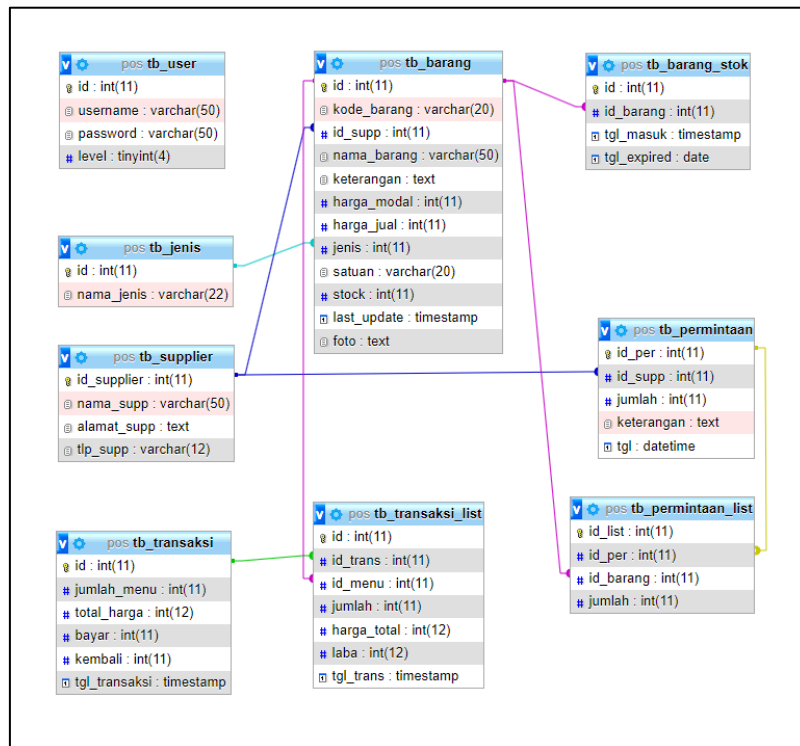 pos tb_user
id : int(11)
username : varchar(50)
password : varchar(50)
level : tinyint(4)
pos tb_barang
id : int(11)
kode_barang : varchar(20)
id_supp : int(11)
nama_barang : varchar(50)
keterangan : text
harga_modal : int(11)
harga_jual : int(11)
jenis : int(11)
satuan : varchar(20)
stock : int(11)
last_update : timestamp
foto : text
pos tb_barang_stok
id : int(11)
id_barang : int(11)
tgl_masuk : timestamp
tgl_expired : date
pos tb_jenis
id : int(11)
nama_jenis : varchar(22)
pos tb_supplier
id_supplier : int(11)
nama_supp : varchar(50)
alamat_supp : text
tlp_supp : varchar(12)
pos tb_permintaan
id_per : int(11)
id_supp : int(11)
jumlah : int(11)
keterangan : text
tgl : datetime
pos tb_transaksi
id : int(11)
jumlah_menu : int(11)
total_harga : int(12)
bayar : int(11)
kembali : int(11)
tgl_transaksi : timestamp
pos tb_transaksi_list
id : int(11)
id_trans : int(11)
id_menu : int(11)
jumlah : int(11)
harga_total : int(12)
laba : int(12)
tgl_trans : timestamp
pos tb_permintaan_list
id_list : int(11)
id_per : int(11)
id_barang : int(11)
jumlah : int(11)